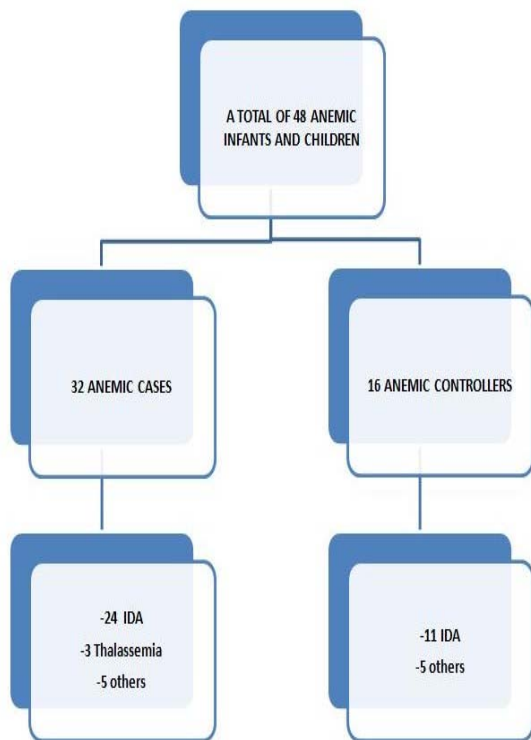 A TOTAL OF 48 ANEMIC
INFANTS AND CHILDREN
32 ANEMIC CASES
16 ANEMIC CONTROLLERS
-24 IDA
-3 Thalassemia
-5 others
-11 IDA
-5 others